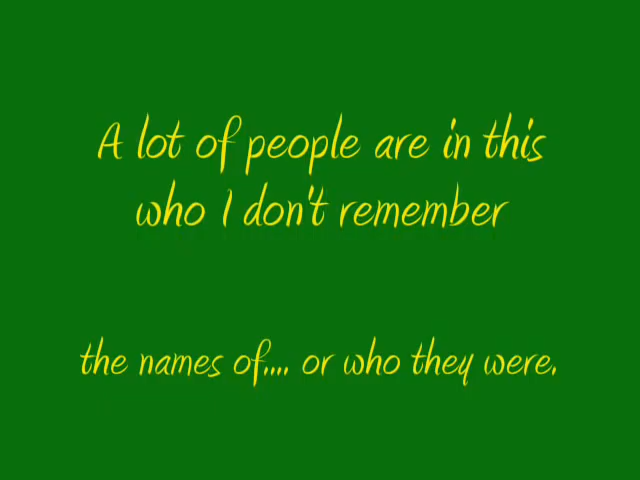 A lot of people are in this
who I don't remember
the names of.... or who they were.